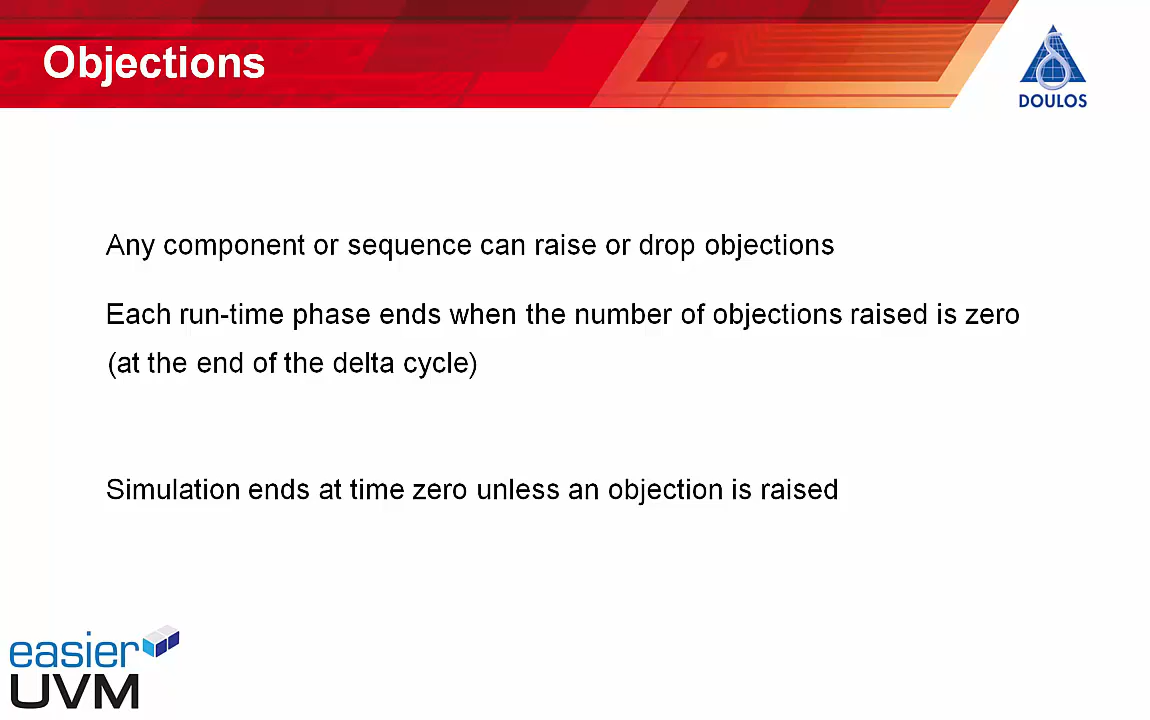 Objections
DOULOS
Any component or sequence can raise or drop objections
Each run-time phase ends when the number of objections raised is zero
(at the end of the delta cycle)
Simulation ends at time zero unless an objection is raised
easier
UVM